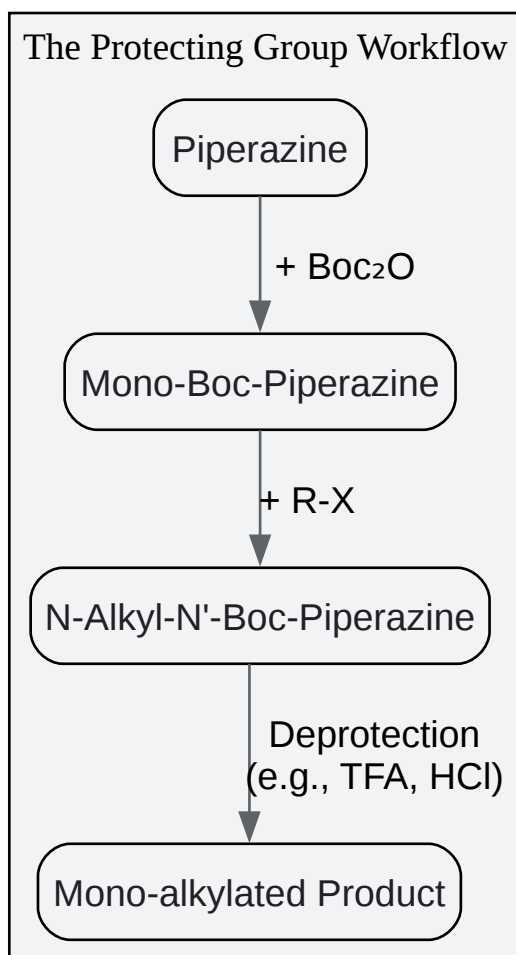 The Protecting Group Workflow
Piperazine
+ Boc₂O
Mono-Boc-Piperazine
+ R-X
N-Alkyl-N'-Boc-Piperazine
Deprotection
(e.g., TFA, HCl)
Mono-alkylated Product